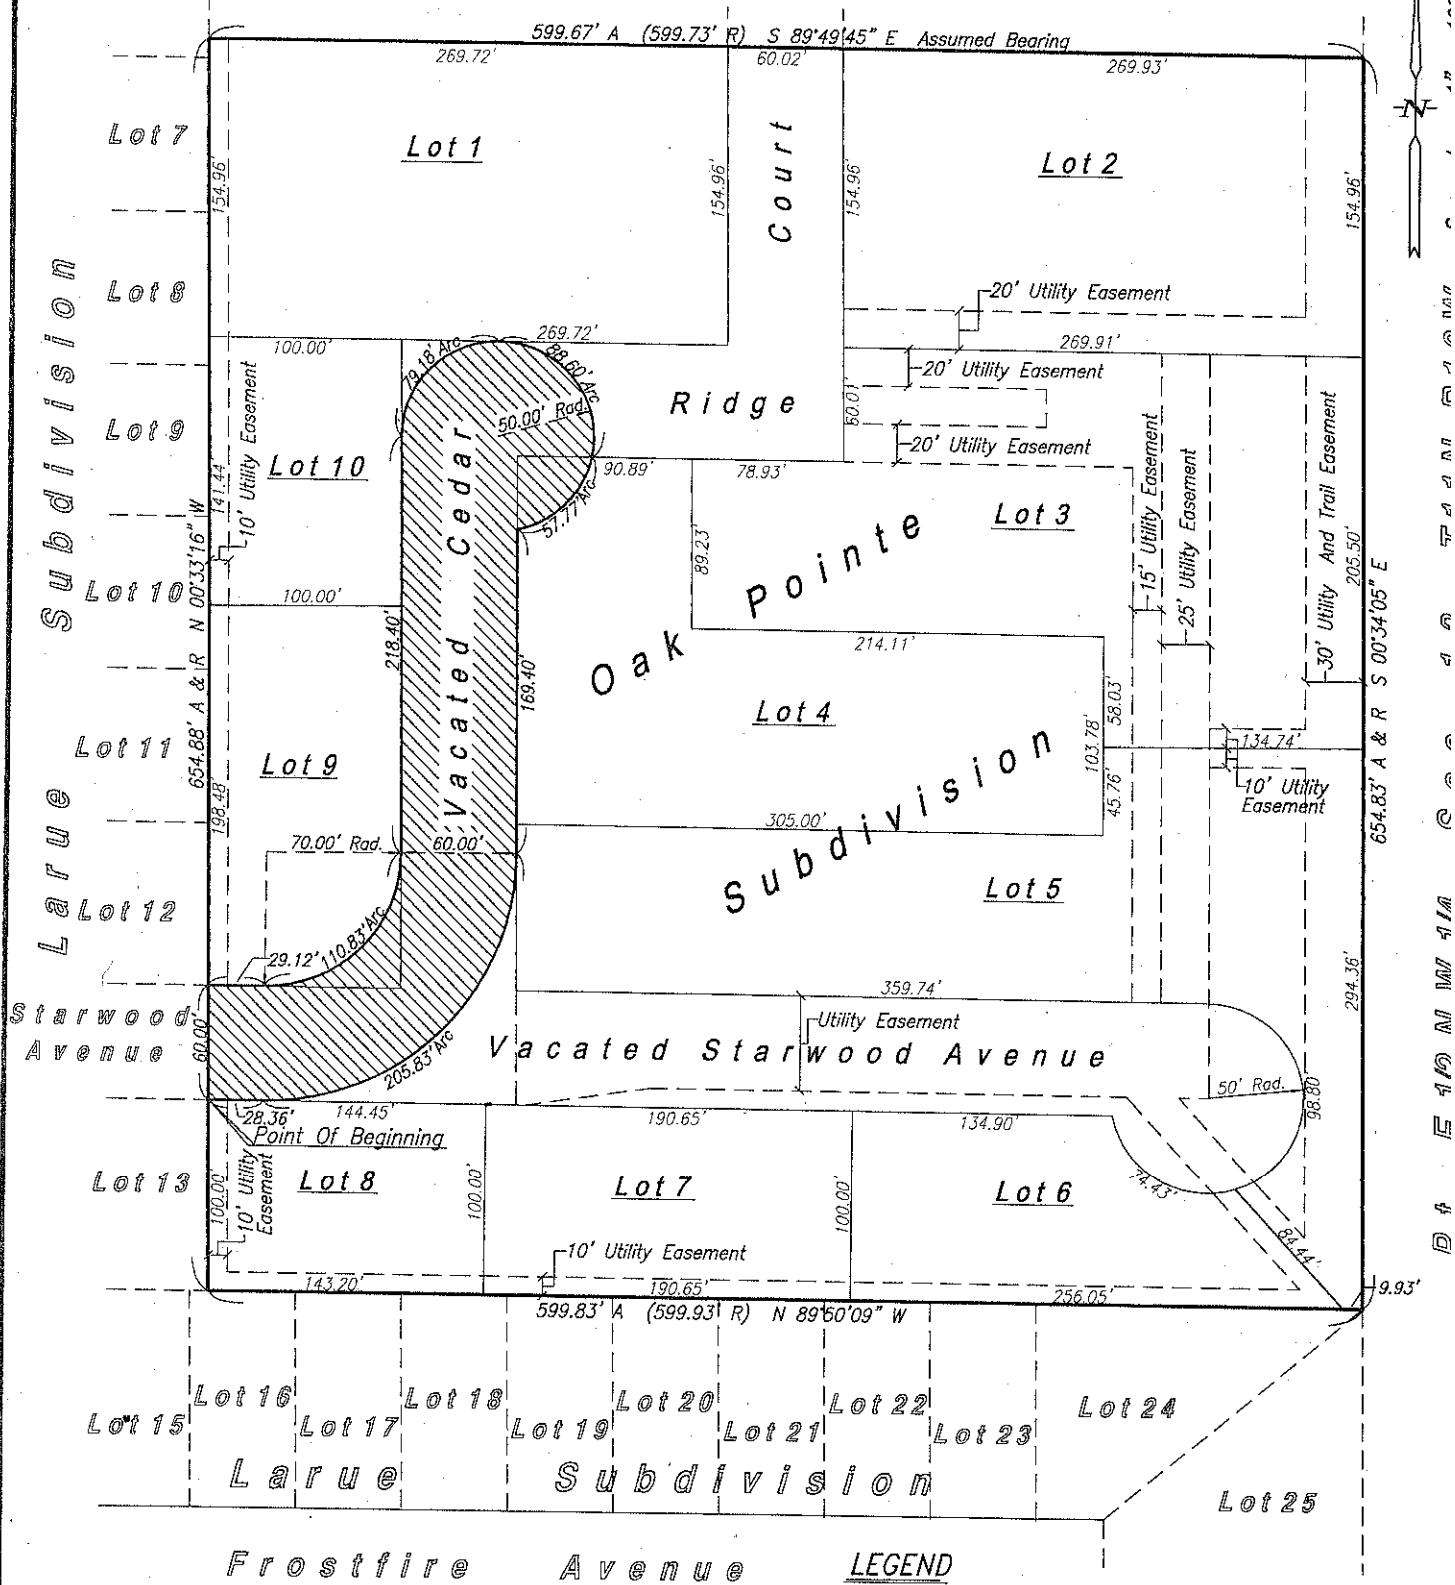 599.67' A (599.73' R) S 89°49'45" E Assumed Bearing
269.72'
60.02'
269.93'
N
Lot 7
154.96'
Lot 1
154.96'
Court
154.96'
Lot 2
154.96'
Larue Subdivision
Lot 8
20' Utility Easement
269.72'
269.91'
100.00'
79.18' Arc
88.60' Arc
20' Utility Easement
Lot 9
10' Utility Easement
50.00' Rad.
Ridge
60.01'
20' Utility Easement
Lot 10
141.44'
90.89'
78.93'
57.77' Arc
Lot 3
15' Utility Easement
25' Utility Easement
30' Utility And Trail Easement
205.50'
654.88' A & R N 00°33'16" W
Vacated Cedar
89.23'
Oak Pointe
Subdivision
Lot 10
100.00'
218.40'
169.40'
214.11'
654.83' A & R S 00°34'05" E
Lot 4
58.03'
103.78'
45.76'
134.74'
10' Utility
Easement
Lot 11
Lot 9
198.48'
305.00'
70.00' Rad.
60.00'
Lot 5
Lot 12
29.12'
110.83' Arc
359.74'
294.36'
Starwood
Avenue
60.00'
205.83' Arc
Utility Easement
Vacated Starwood Avenue
50' Rad.
98.80'
28.36'
144.45'
190.65'
134.90'
Point Of Beginning
Lot 13
100.00'
10' Utility
Easement
Lot 8
100.00'
Lot 7
100.00'
Lot 6
74.43'
84.44'
10' Utility Easement
143.20'
190.65'
256.05'
9.93'
599.83' A (599.93' R) N 89°50'09" W
Lot 15
Lot 16
Lot 17
Lot 18
Lot 19
Lot 20
Lot 21
Lot 22
Lot 23
Lot 24
Larue Subdivision
Lot 25
Frostfire Avenue
LEGEND